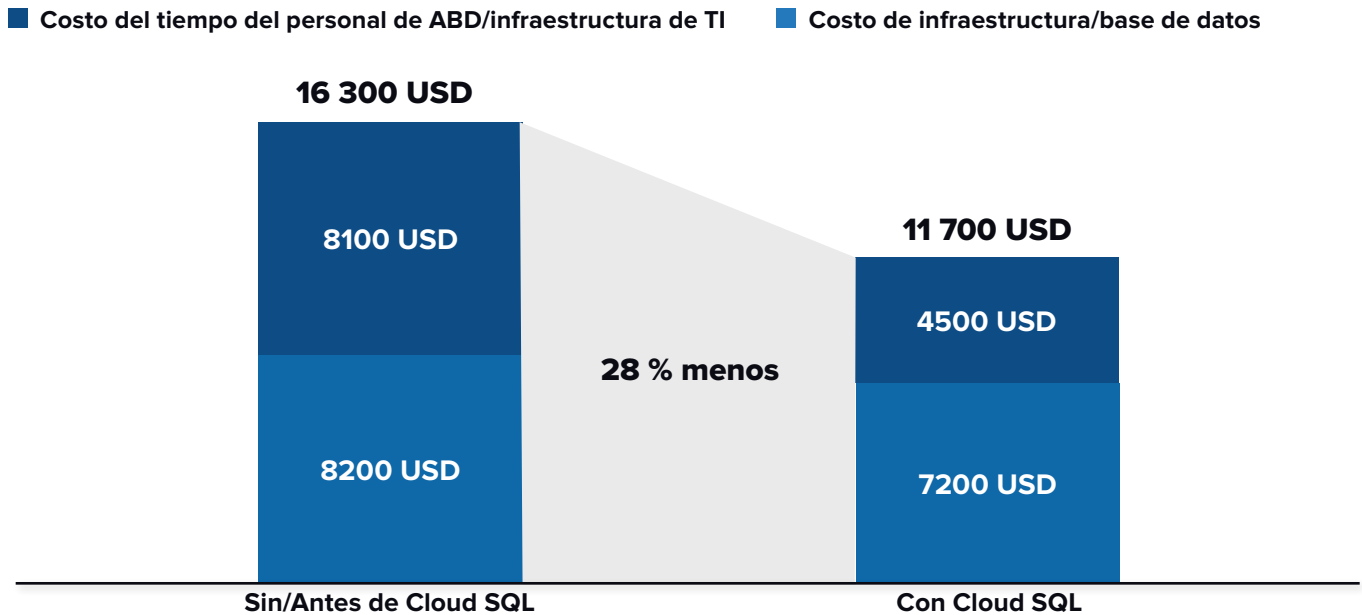 Costo del tiempo del personal de ABD/infraestructura de TI
Costo de infraestructura/base de datos
16 300 USD
8100 USD
8200 USD
28 % menos
11 700 USD
4500 USD
7200 USD
Sin/Antes de Cloud SQL
Con Cloud SQL